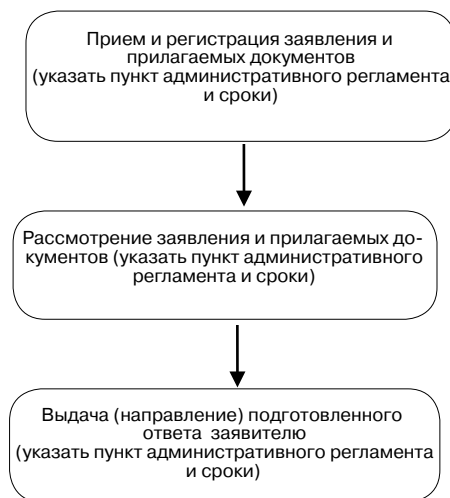 Прием и регистрация заявления и
прилагаемых документов
(указать пункт административного регламента
и сроки)
Рассмотрение заявления и прилагаемых до-
кументов (указать пункт административного
регламента и сроки)
Выдача (направление) подготовленного
ответа заявителю
(указать пункт административного регламента
и сроки)